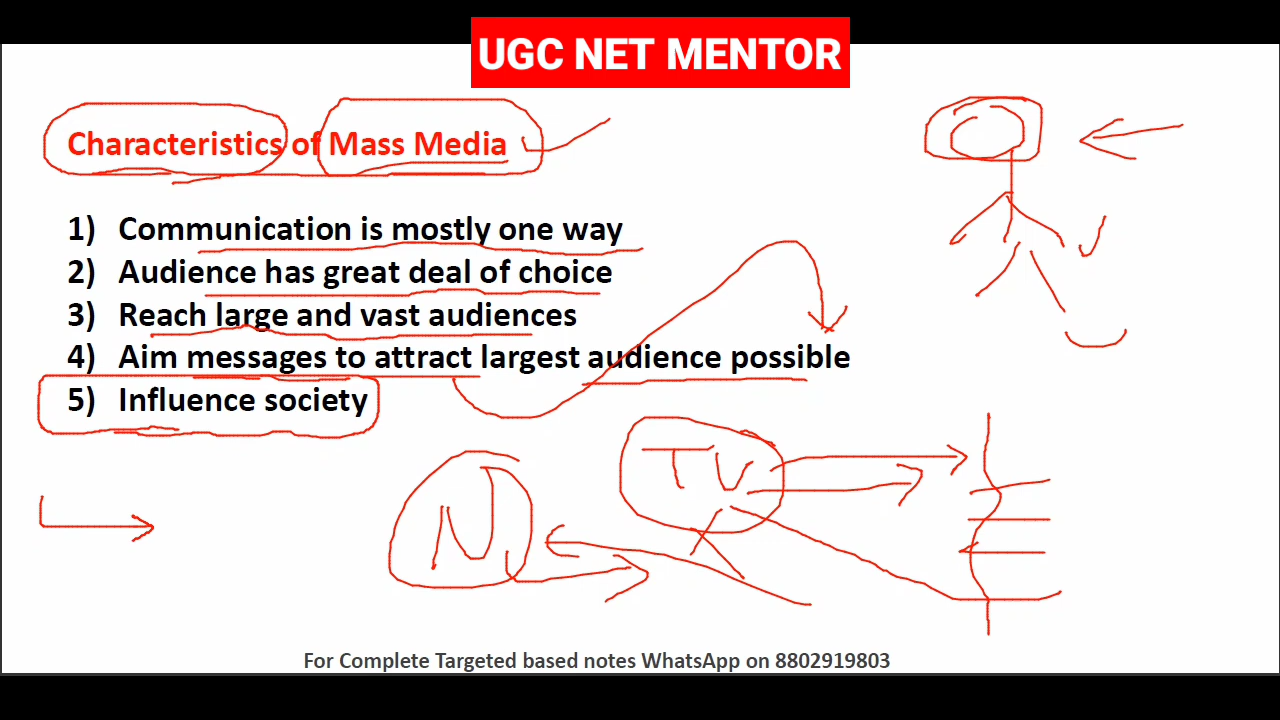 UGC NET MENTOR
Characteristics of Mass Media
1) Communication is mostly one way
2) Audience has great deal of choice
3) Reach large and vast audiences
4) Aim messages to attract largest audience possible
5) Influence society
TV
N
For Complete Targeted based notes WhatsApp on 8802919803